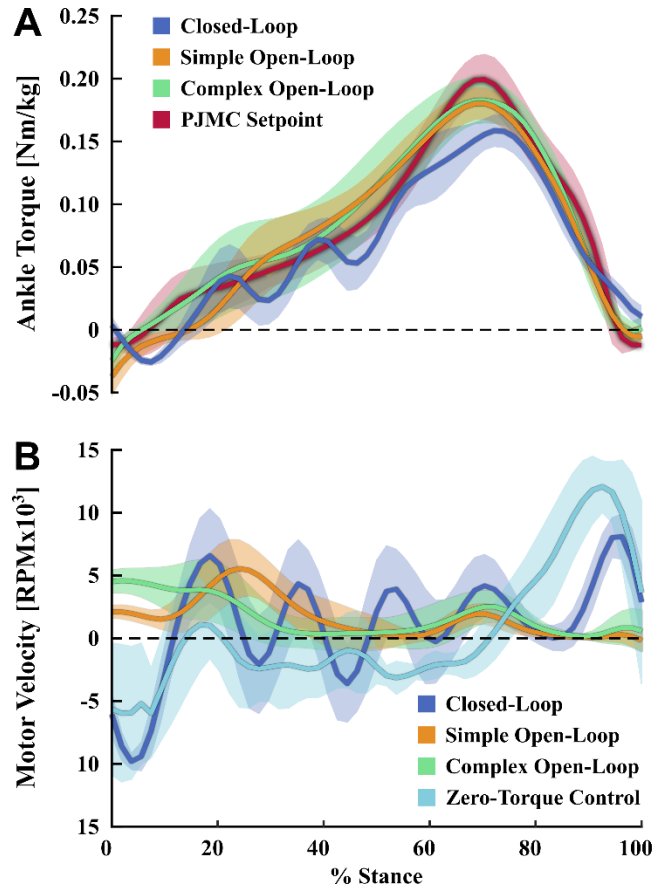 A
Ankle Torque [Nm/kg]
0.25
0.20
0.15
0.10
0.05
0
-0.05
Closed-Loop
Simple Open-Loop
Complex Open-Loop
PJMC Setpoint
B
Motor Velocity [RPMx10³]
15
10
5
0
-5
10
15
Closed-Loop
Simple Open-Loop
Complex Open-Loop
Zero-Torque Control
0 20 40 60 80 100
% Stance